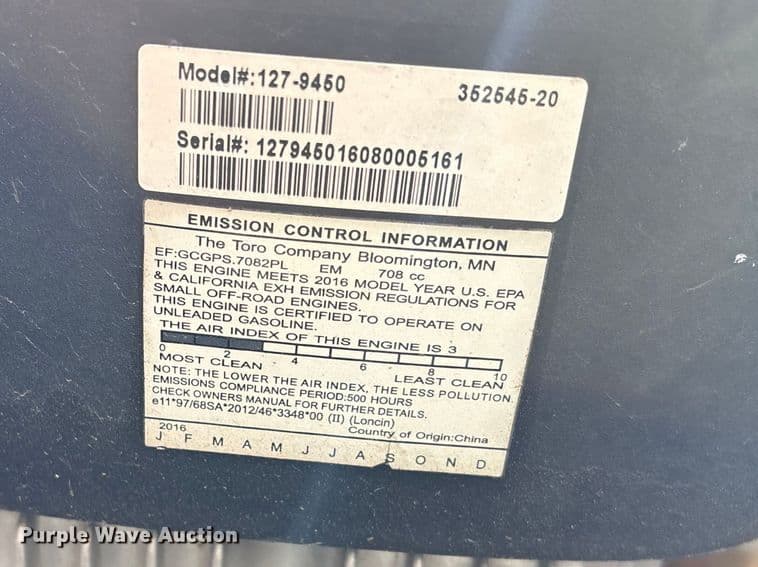 Model#:127-9450
352545-20
Serial#: 127945016080005161
EMISSION CONTROL INFORMATION
The Toro Company Bloomington, MN
EF:GCGPS.7082PL EM 708 cc
THIS ENGINE MEETS 2016 MODEL YEAR U.S. EPA
& CALIFORNIA EXH EMISSION REGULATIONS FOR
SMALL OFF-ROAD ENGINES.
THIS ENGINE IS CERTIFIED TO OPERATE ON
UNLEADED GASOLINE.
THE AIR INDEX OF THIS ENGINE IS 3
0 2 4 6 8 10
MOST CLEAN LEAST CLEAN
NOTE: THE LOWER THE AIR INDEX, THE LESS POLLUTION
EMISSIONS COMPLIANCE PERIOD:500 HOURS
CHECK OWNERS MANUAL FOR FURTHER DETAILS.
e11*97/68SA*2012/46*3348*00 (II) (Loncin)
Country of Origin:China
2016
J F M A M J J A S O N D
Purple Wave Auction